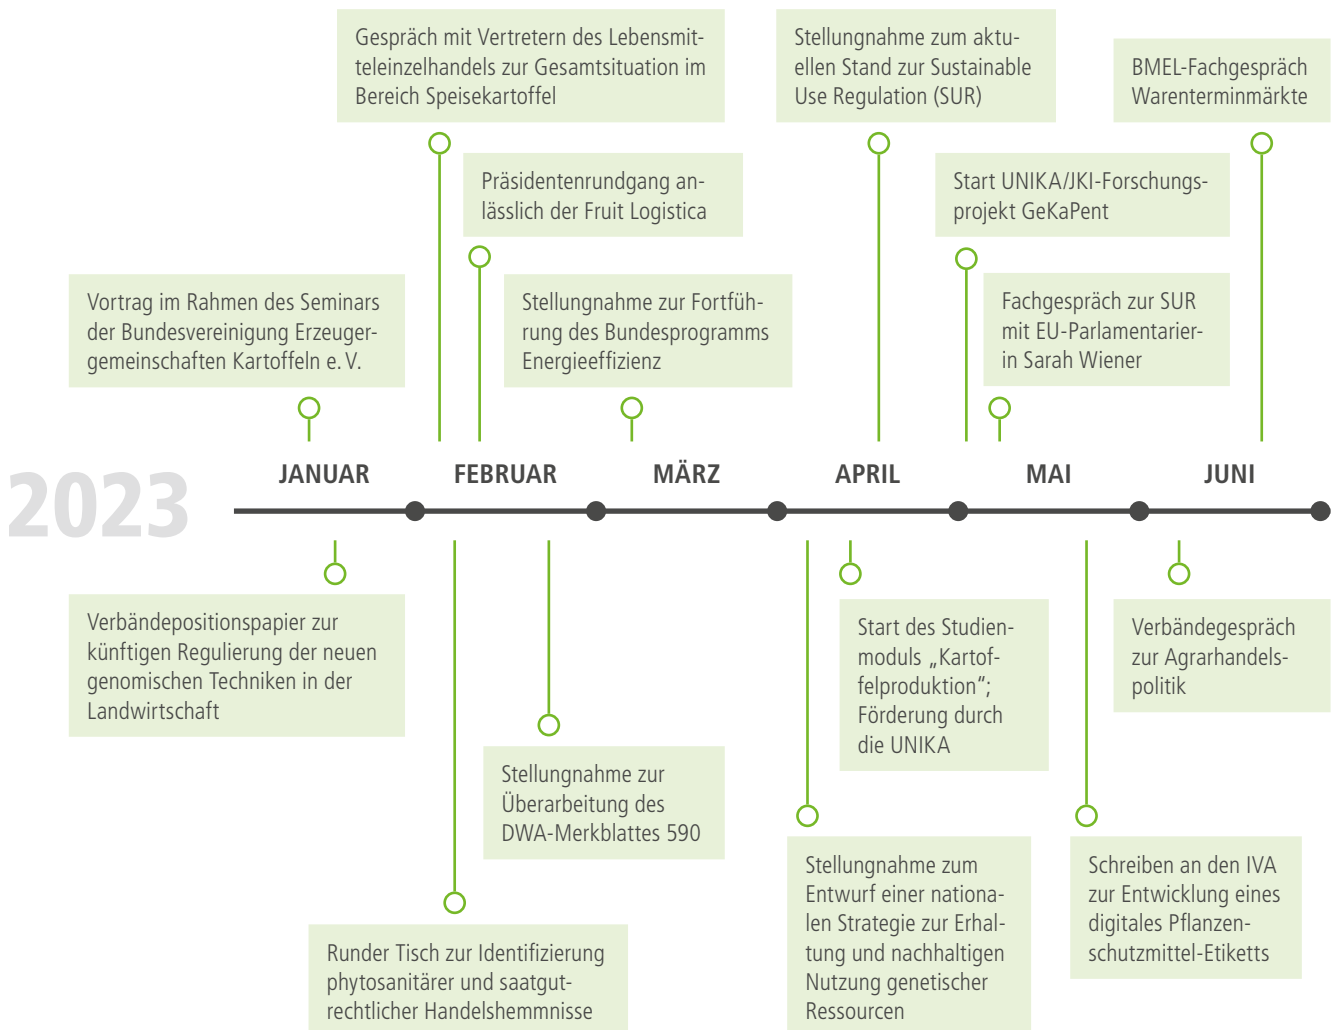 Gespräch mit Vertretern des Lebensmit-
teleinzelhandels zur Gesamtsituation im
Bereich Speisekartoffel
Stellungnahme zum aktu-
ellen Stand zur Sustainable
Use Regulation (SUR)
BMEL-Fachgespräch
Warenterminmärkte
Präsidentenrundgang an-
lässlich der Fruit Logistica
Start UNIKA/JKI-Forschungs-
projekt GeKaPent
Vortrag im Rahmen des Seminars
der Bundesvereinigung Erzeuger-
gemeinschaften Kartoffeln e. V.
Stellungnahme zur Fortfüh-
rung des Bundesprogramms
Energieeffizienz
Fachgespräch zur SUR
mit EU-Parlamentarier-
in Sarah Wiener
2023
JANUAR
FEBRUAR
MÄRZ
APRIL
MAI
JUNI
Verbändepositionspapier zur
künftigen Regulierung der neuen
genomischen Techniken in der
Landwirtschaft
Start des Studien-
moduls „Kartof-
felproduktion“;
Förderung durch
die UNIKA
Verbändegespräch
zur Agrarhandels-
politik
Stellungnahme zur
Überarbeitung des
DWA-Merkblattes 590
Stellungnahme zum
Entwurf einer nationa-
len Strategie zur Erhal-
tung und nachhaltigen
Nutzung genetischer
Ressourcen
Schreiben an den IVA
zur Entwicklung eines
digitales Pflanzen-
schutzmittel-Etiketts
Runder Tisch zur Identifizierung
phytosanitärer und saatgut-
rechtlicher Handelshemmnisse